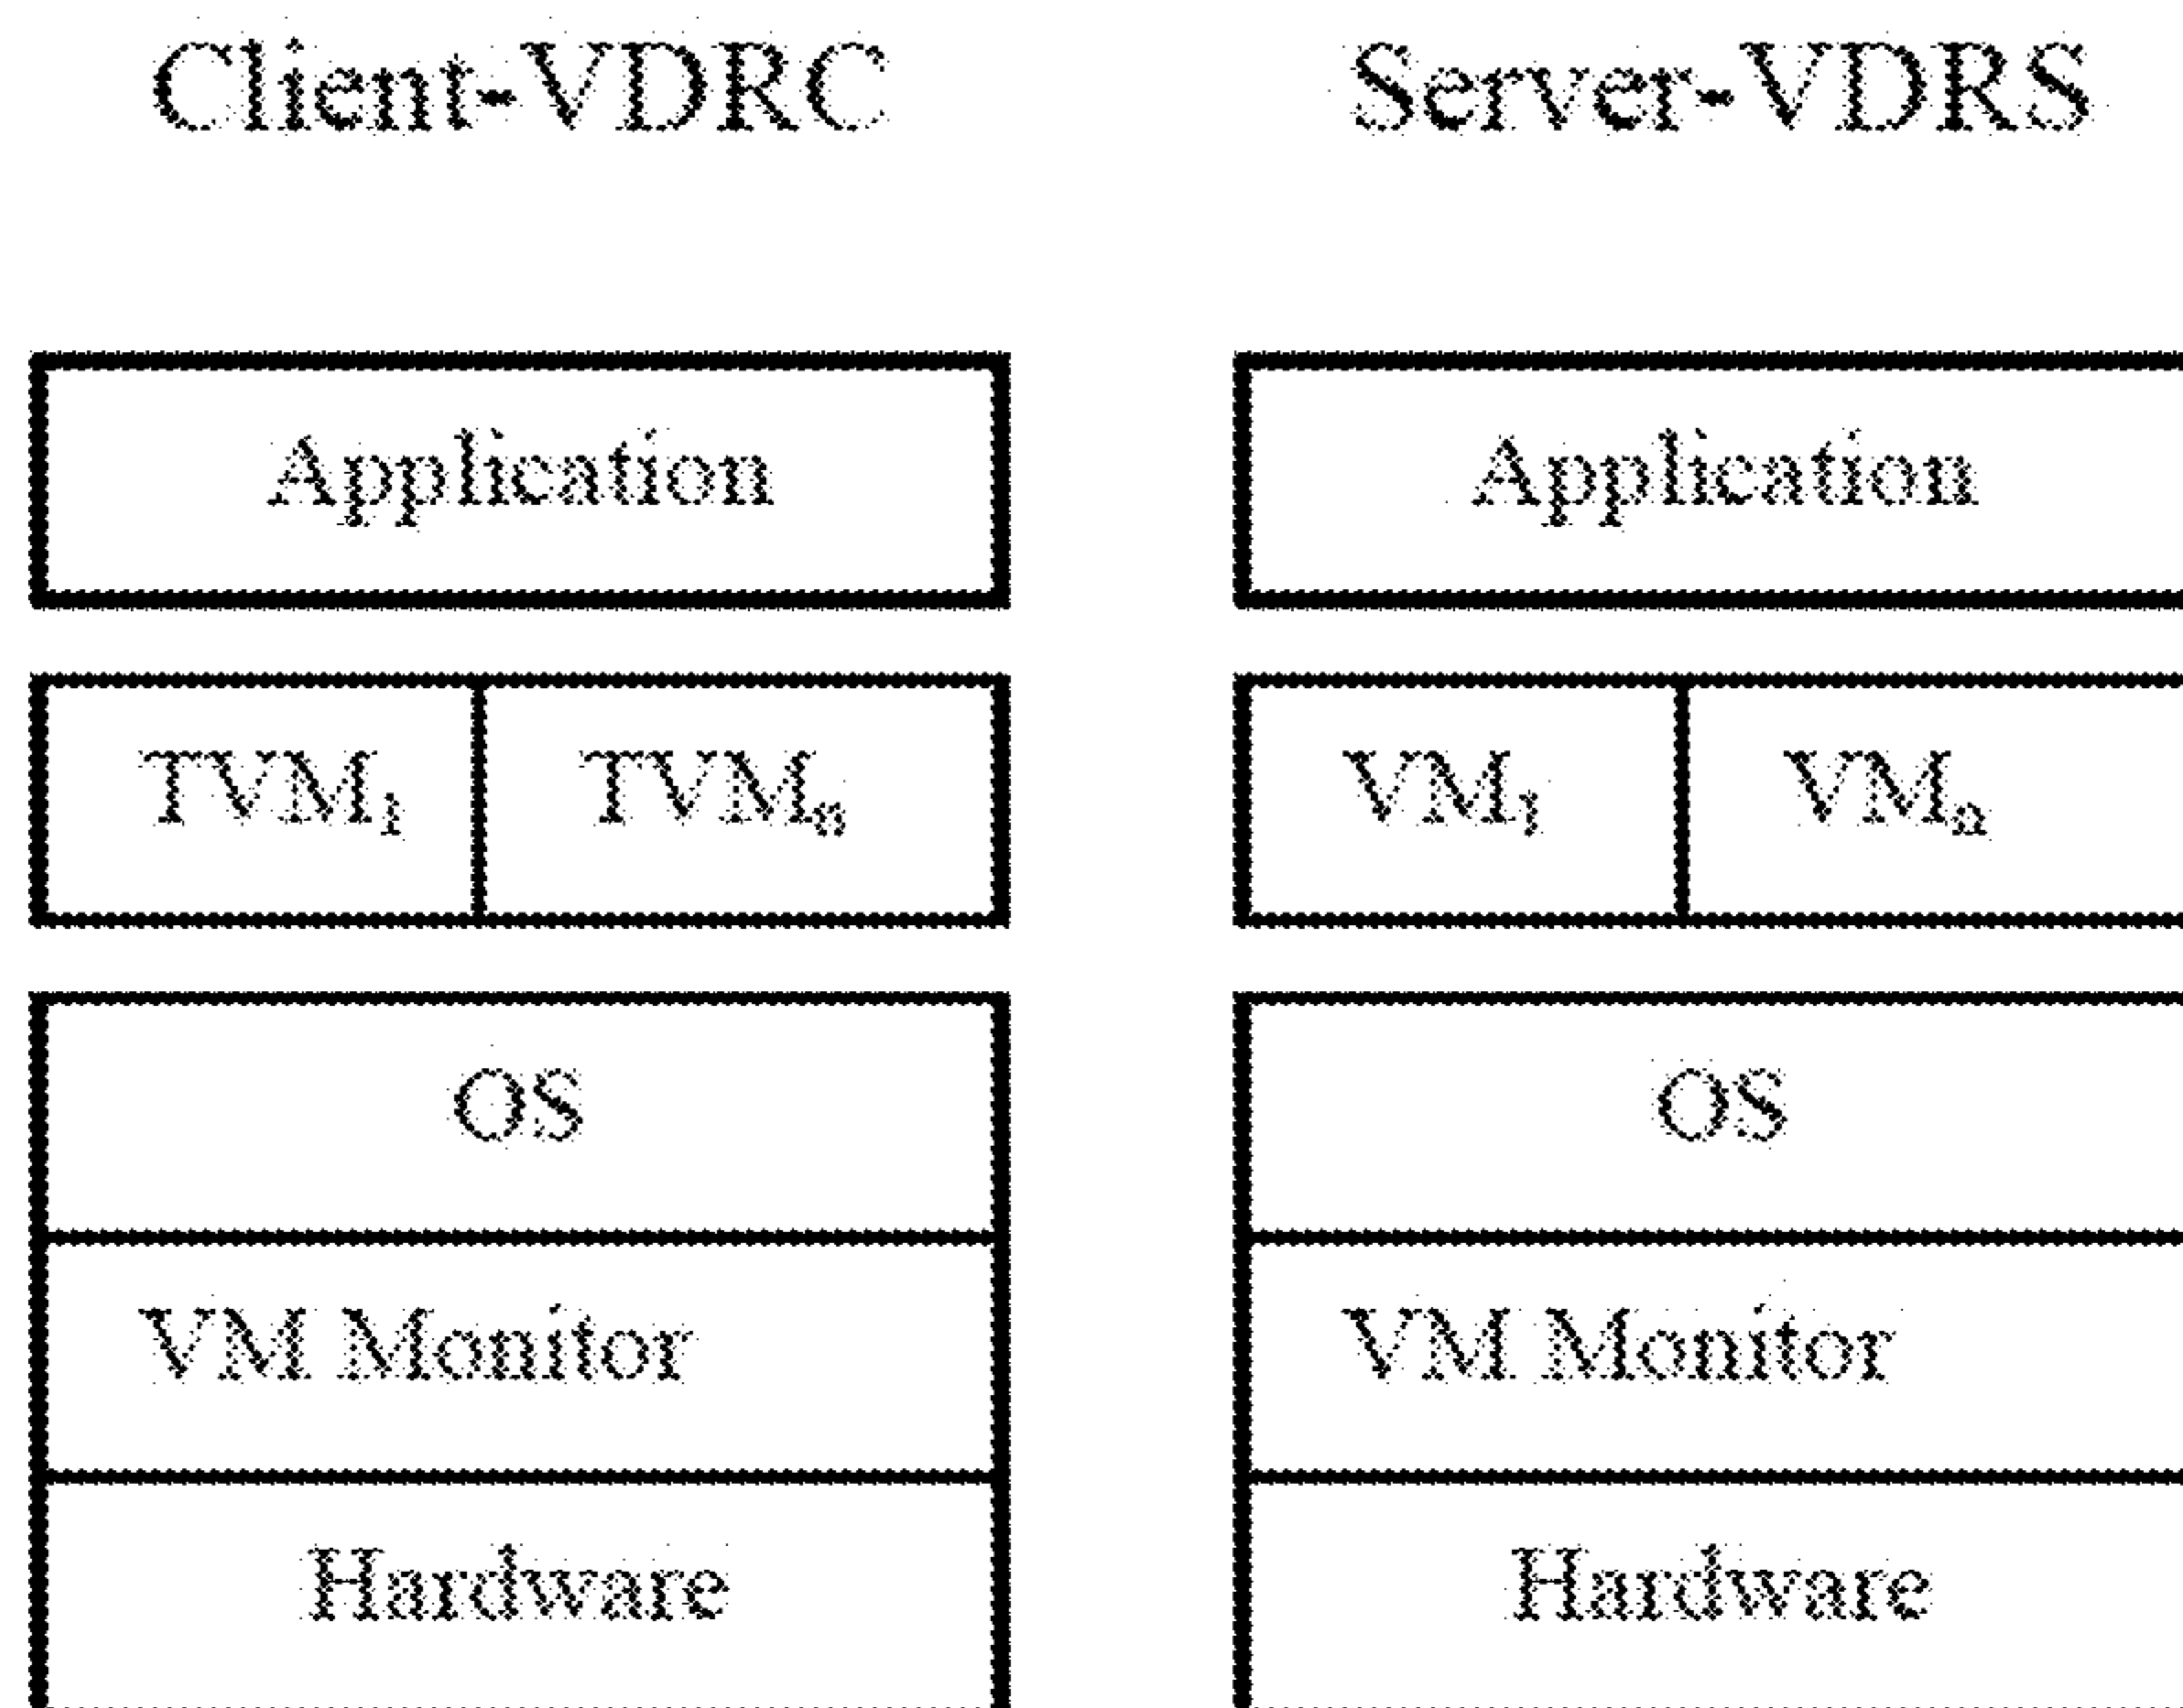 Client-VDRC Server-VDRS
Application Application
TVM₁ TVMₙ VM₁ VMₙ
OS OS
VM Monitor VM Monitor
Hardware Hardware